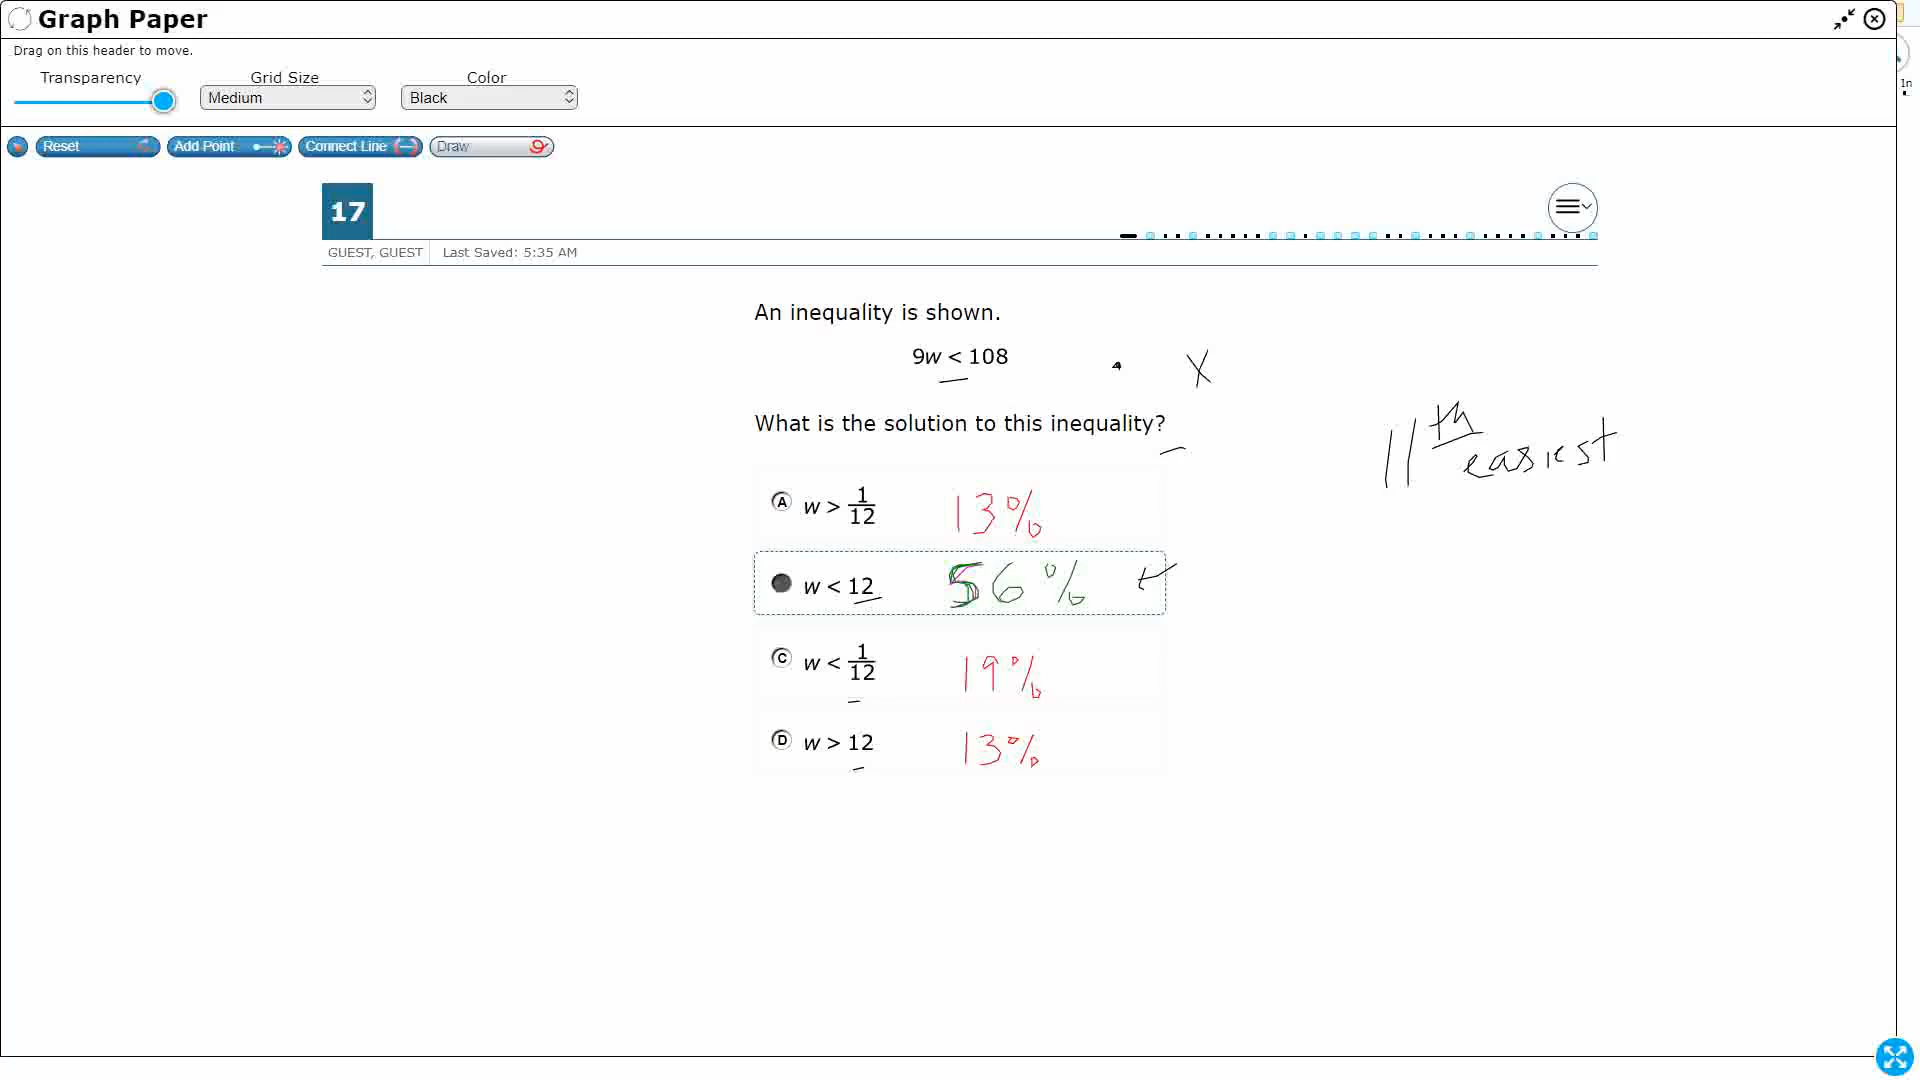 Graph Paper
Drag on this header to move.
Transparency Grid Size Color
Medium Black
Reset Add Point Connect Line Draw
17
GUEST, GUEST Last Saved: 5:35 AM
An inequality is shown.
9w < 108 X
What is the solution to this inequality?
11th easiest
A w > 1/12 13%
w < 12 56%
C w < 1/12 19%
D w > 12 13%